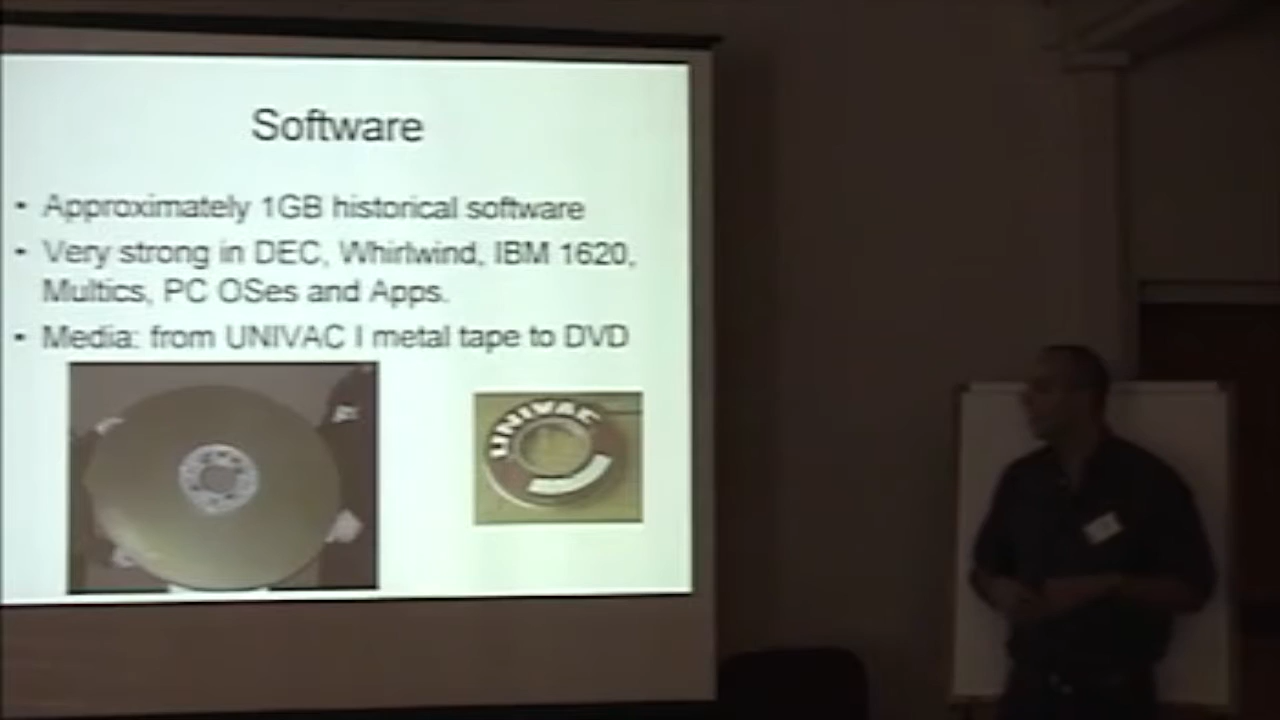 Software
• Approximately 1GB historical software
• Very strong in DEC, Whirlwind, IBM 1620,
Multics, PC OSes and Apps.
• Media: from UNIVAC I metal tape to DVD
UNIVAC